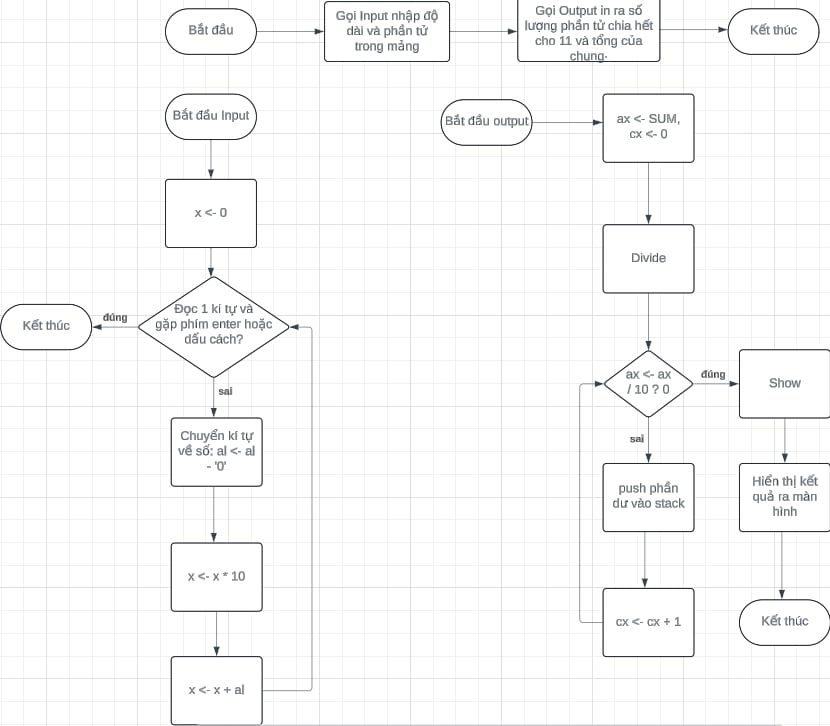 Bắt đầu
Gọi Input nhập độ
dài và phần tử
trong mảng
Gọi Output in ra số
lượng phần tử chia hết
cho 11 và tổng của
chung·
Kết thúc
Bắt đầu Input
x <- 0
Đọc 1 kí tự và
gặp phím enter hoặc
dấu cách?
đúng
Kết thúc
sai
Chuyển kí tự
về số: al <- al
- '0'
x <- x * 10
x <- x + al
Bắt đầu output
ax <- SUM,
cx <- 0
Divide
ax <- ax
/ 10 ? 0
đúng
Show
sai
push phần
dư vào stack
Hiển thị kết
quả ra màn
hình
cx <- cx + 1
Kết thúc